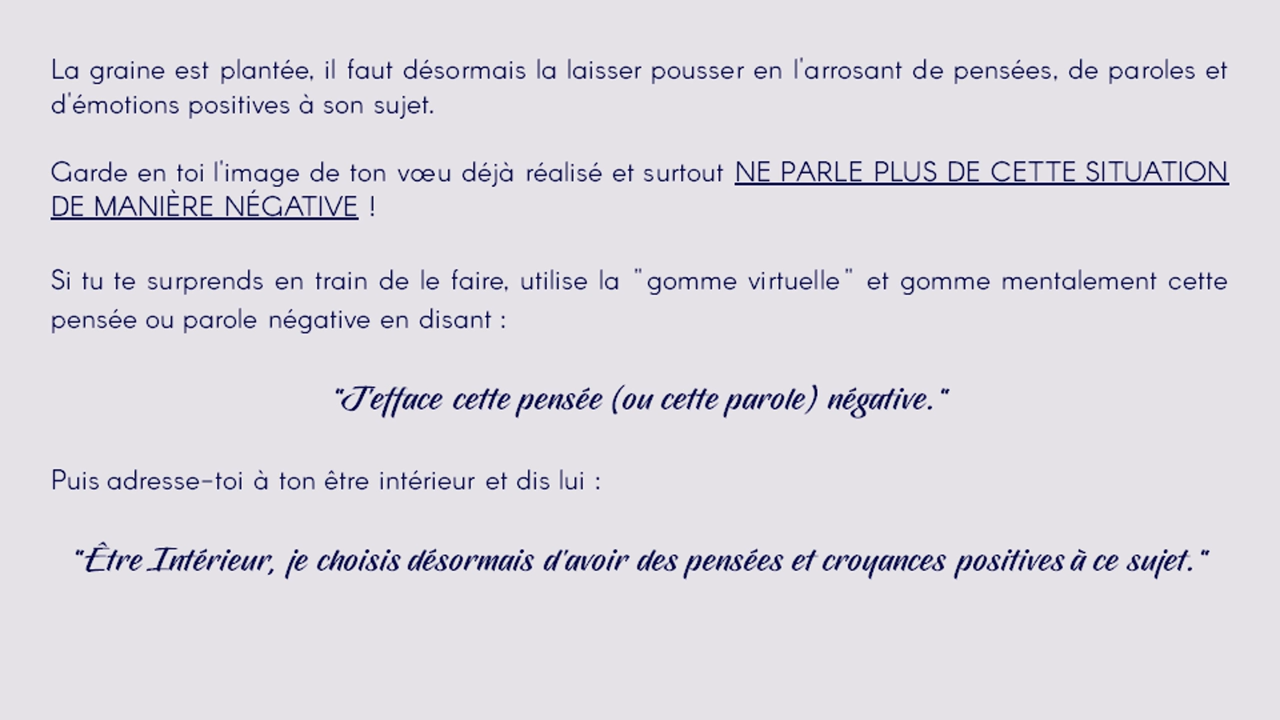 La graine est plantée, il faut désormais la laisser pousser en l'arrosant de pensées, de paroles et
d'émotions positives à son sujet.
Garde en toi l'image de ton vœu déjà réalisé et surtout NE PARLE PLUS DE CETTE SITUATION
DE MANIÈRE NÉGATIVE !
Si tu te surprends en train de le faire, utilise la "gomme virtuelle" et gomme mentalement cette
pensée ou parole négative en disant :
"J'efface cette pensée (ou cette parole) négative."
Puis adresse-toi à ton être intérieur et dis lui :
"Être Intérieur, je choisis désormais d'avoir des pensées et croyances positives à ce sujet."